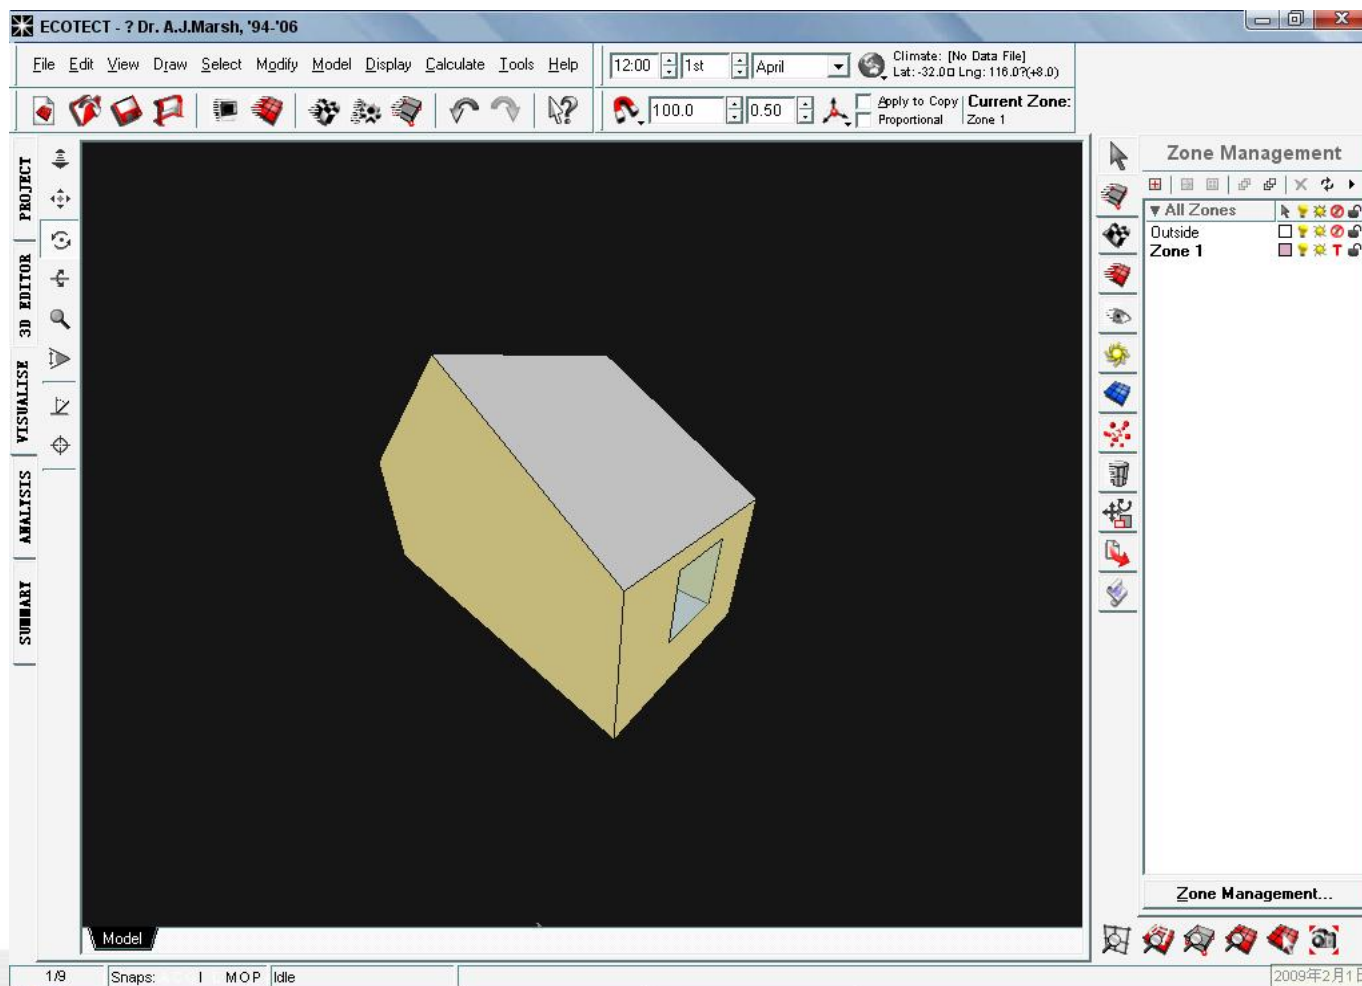 ECOTECT - ? Dr. A.J.Marsh, '94-'06
File Edit View Draw Select Modify Model Display Calculate Tools Help
12:00 1st April
Climate: [No Data File]
Lat: -32.0□ Lng: 116.0?(+8.0)
100.0 0.50
Apply to Copy
Proportional
Current Zone:
Zone 1
PROJECT
3D EDITOR
VISUALISE
ANALYSIS
SUMMARY
Zone Management
All Zones
Outside
Zone 1
T
Zone Management...
Model
1/9 Snaps: I M O P Idle
2009年2月1日